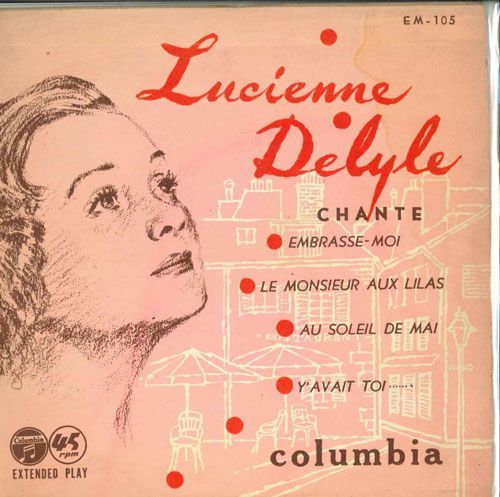 EM-105
Lucienne
Delyle
CHANTE
EMBRASSE-MOI
LE MONSIEUR AUX LILAS
AU SOLEIL DE MAI
Y'AVAIT TOI......
columbia
Columbia
45
rpm
EXTENDED PLAY